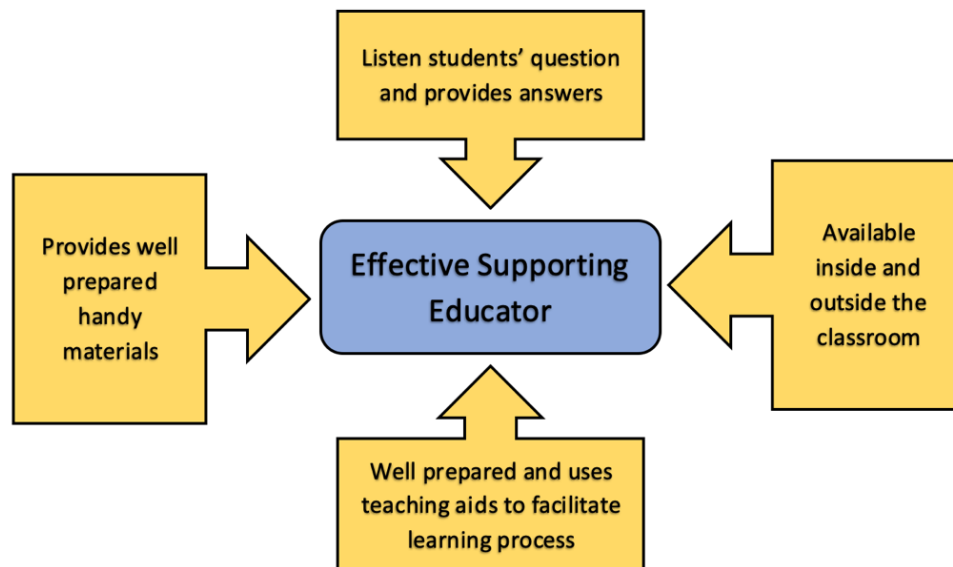 Listen students’ question
and provides answers
Provides well
prepared
handy
materials
Effective Supporting
Educator
Available
inside and
outside the
classroom
Well prepared and uses
teaching aids to facilitate
learning process